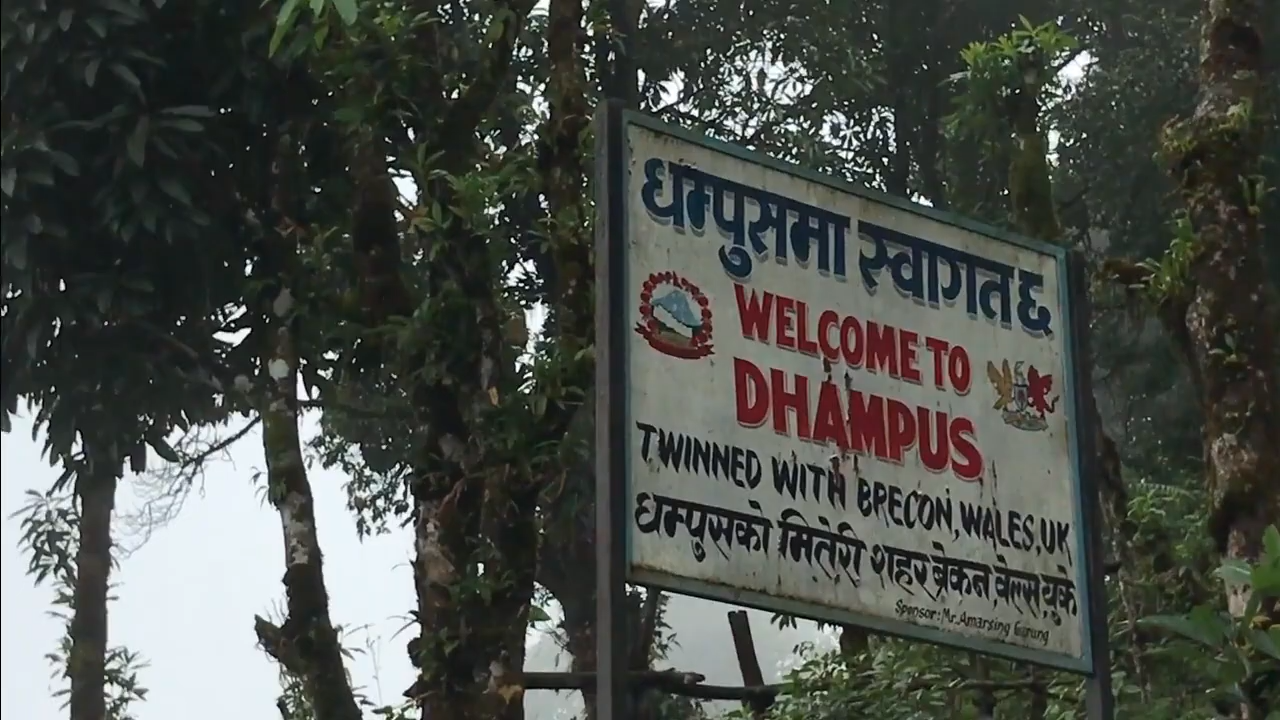 धम्पुसमा स्वागत छ
WELCOME TO
DHAMPUS
TWINNED WITH BRECON, WALES, UK
धम्पुसको मितेरी शहर ब्रेकन, वेल्स, युके
Sponsor: Mr. Amarsing Gurung